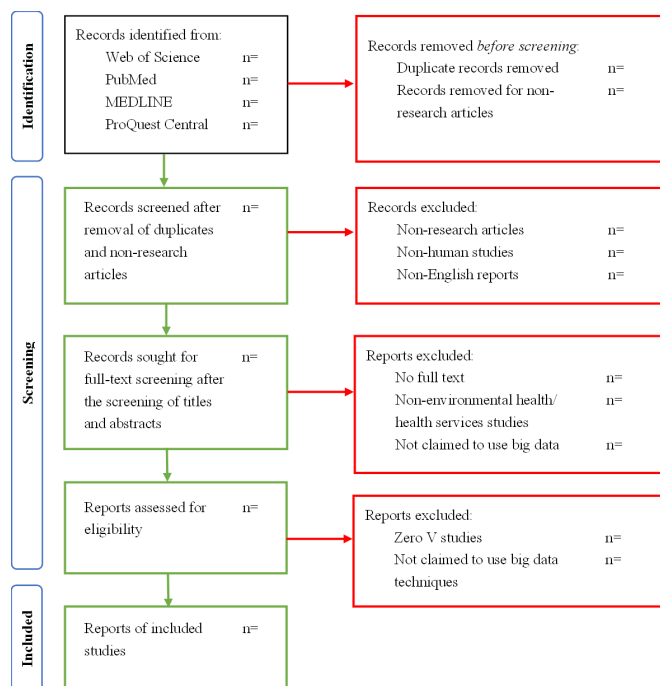 Identification
Records identified from:
Web of Science n=
PubMed n=
MEDLINE n=
ProQuest Central n=
Records removed before screening:
Duplicate records removed n=
Records removed for non- n=
research articles
Screening
Records screened after n=
removal of duplicates
and non-research
articles
Records excluded:
Non-research articles n=
Non-human studies n=
Non-English reports n=
Records sought for n=
full-text screening after
the screening of titles
and abstracts
Reports excluded:
No full text n=
Non-environmental health/ n=
health services studies
Not claimed to use big data n=
Reports assessed for n=
eligibility
Reports excluded:
Zero V studies n=
Not claimed to use big data n=
techniques
Included
Reports of included n=
studies